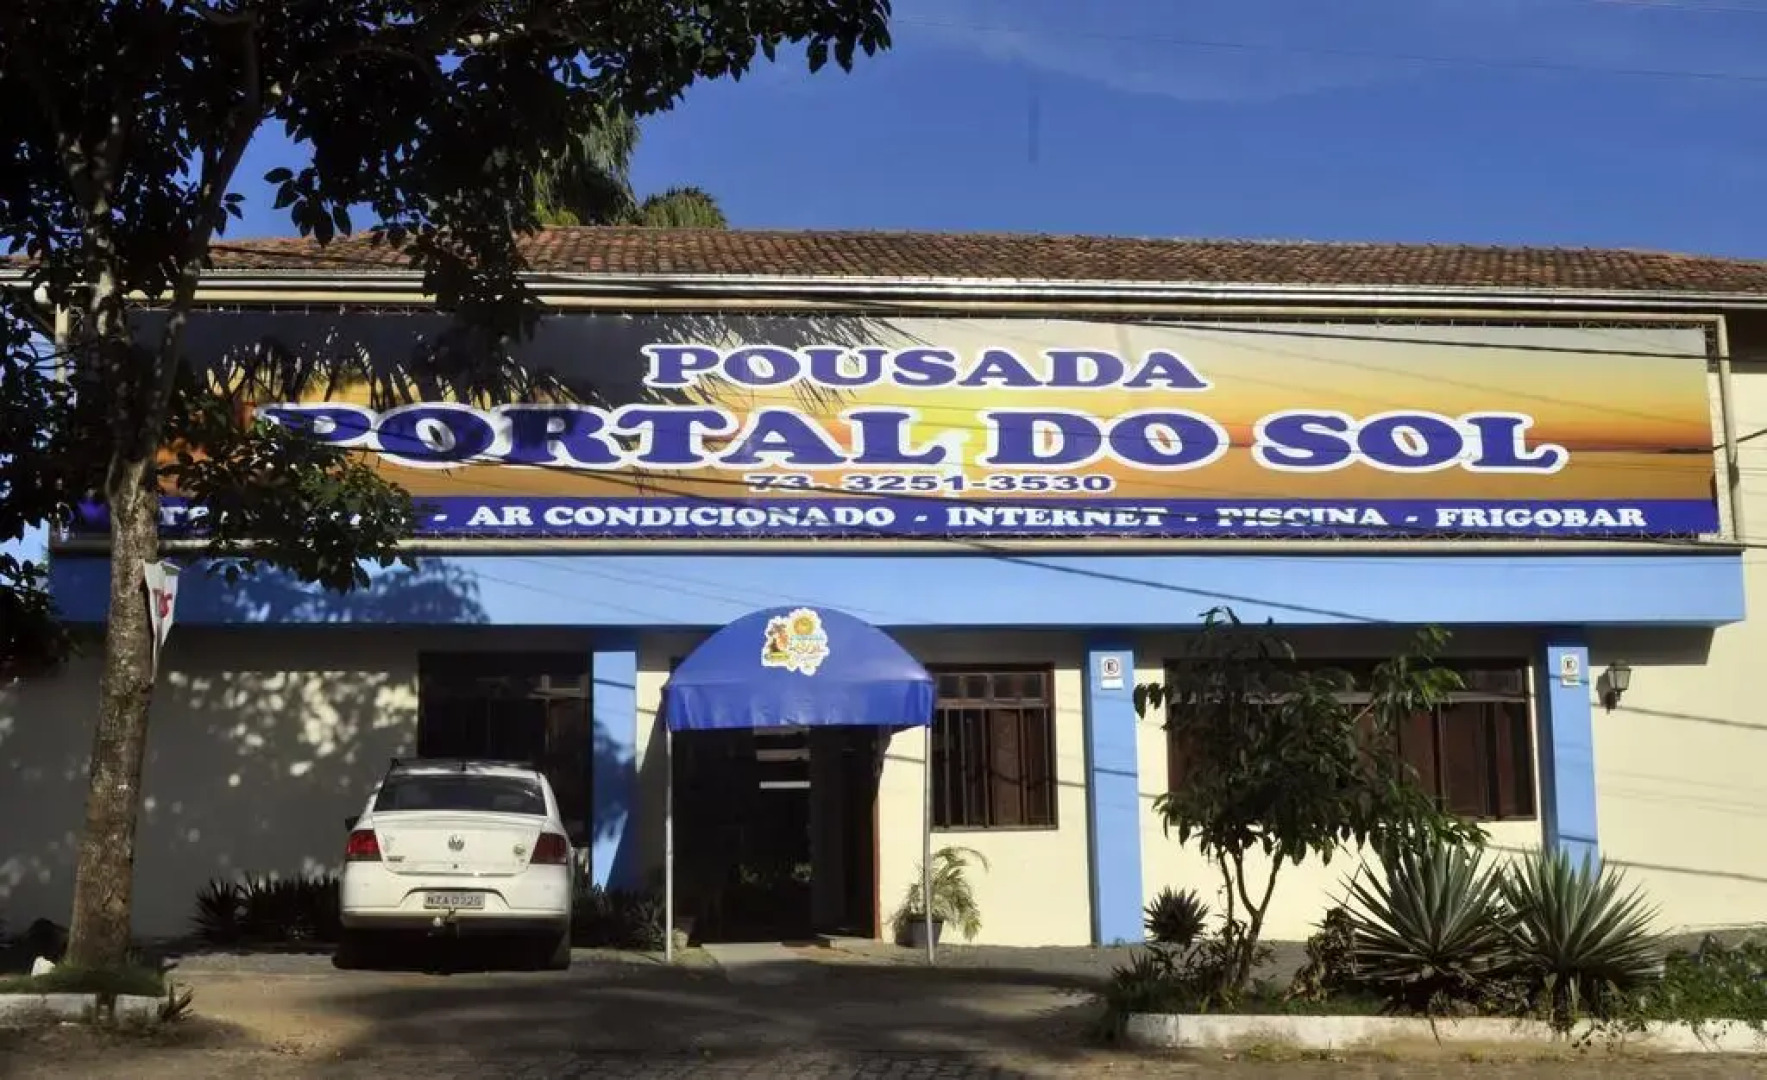 POUSADA
PORTAL DO SOL
73. 3251-3530
- AR CONDICIONADO - INTERNET - PISCINA - FRIGOBAR
E
E